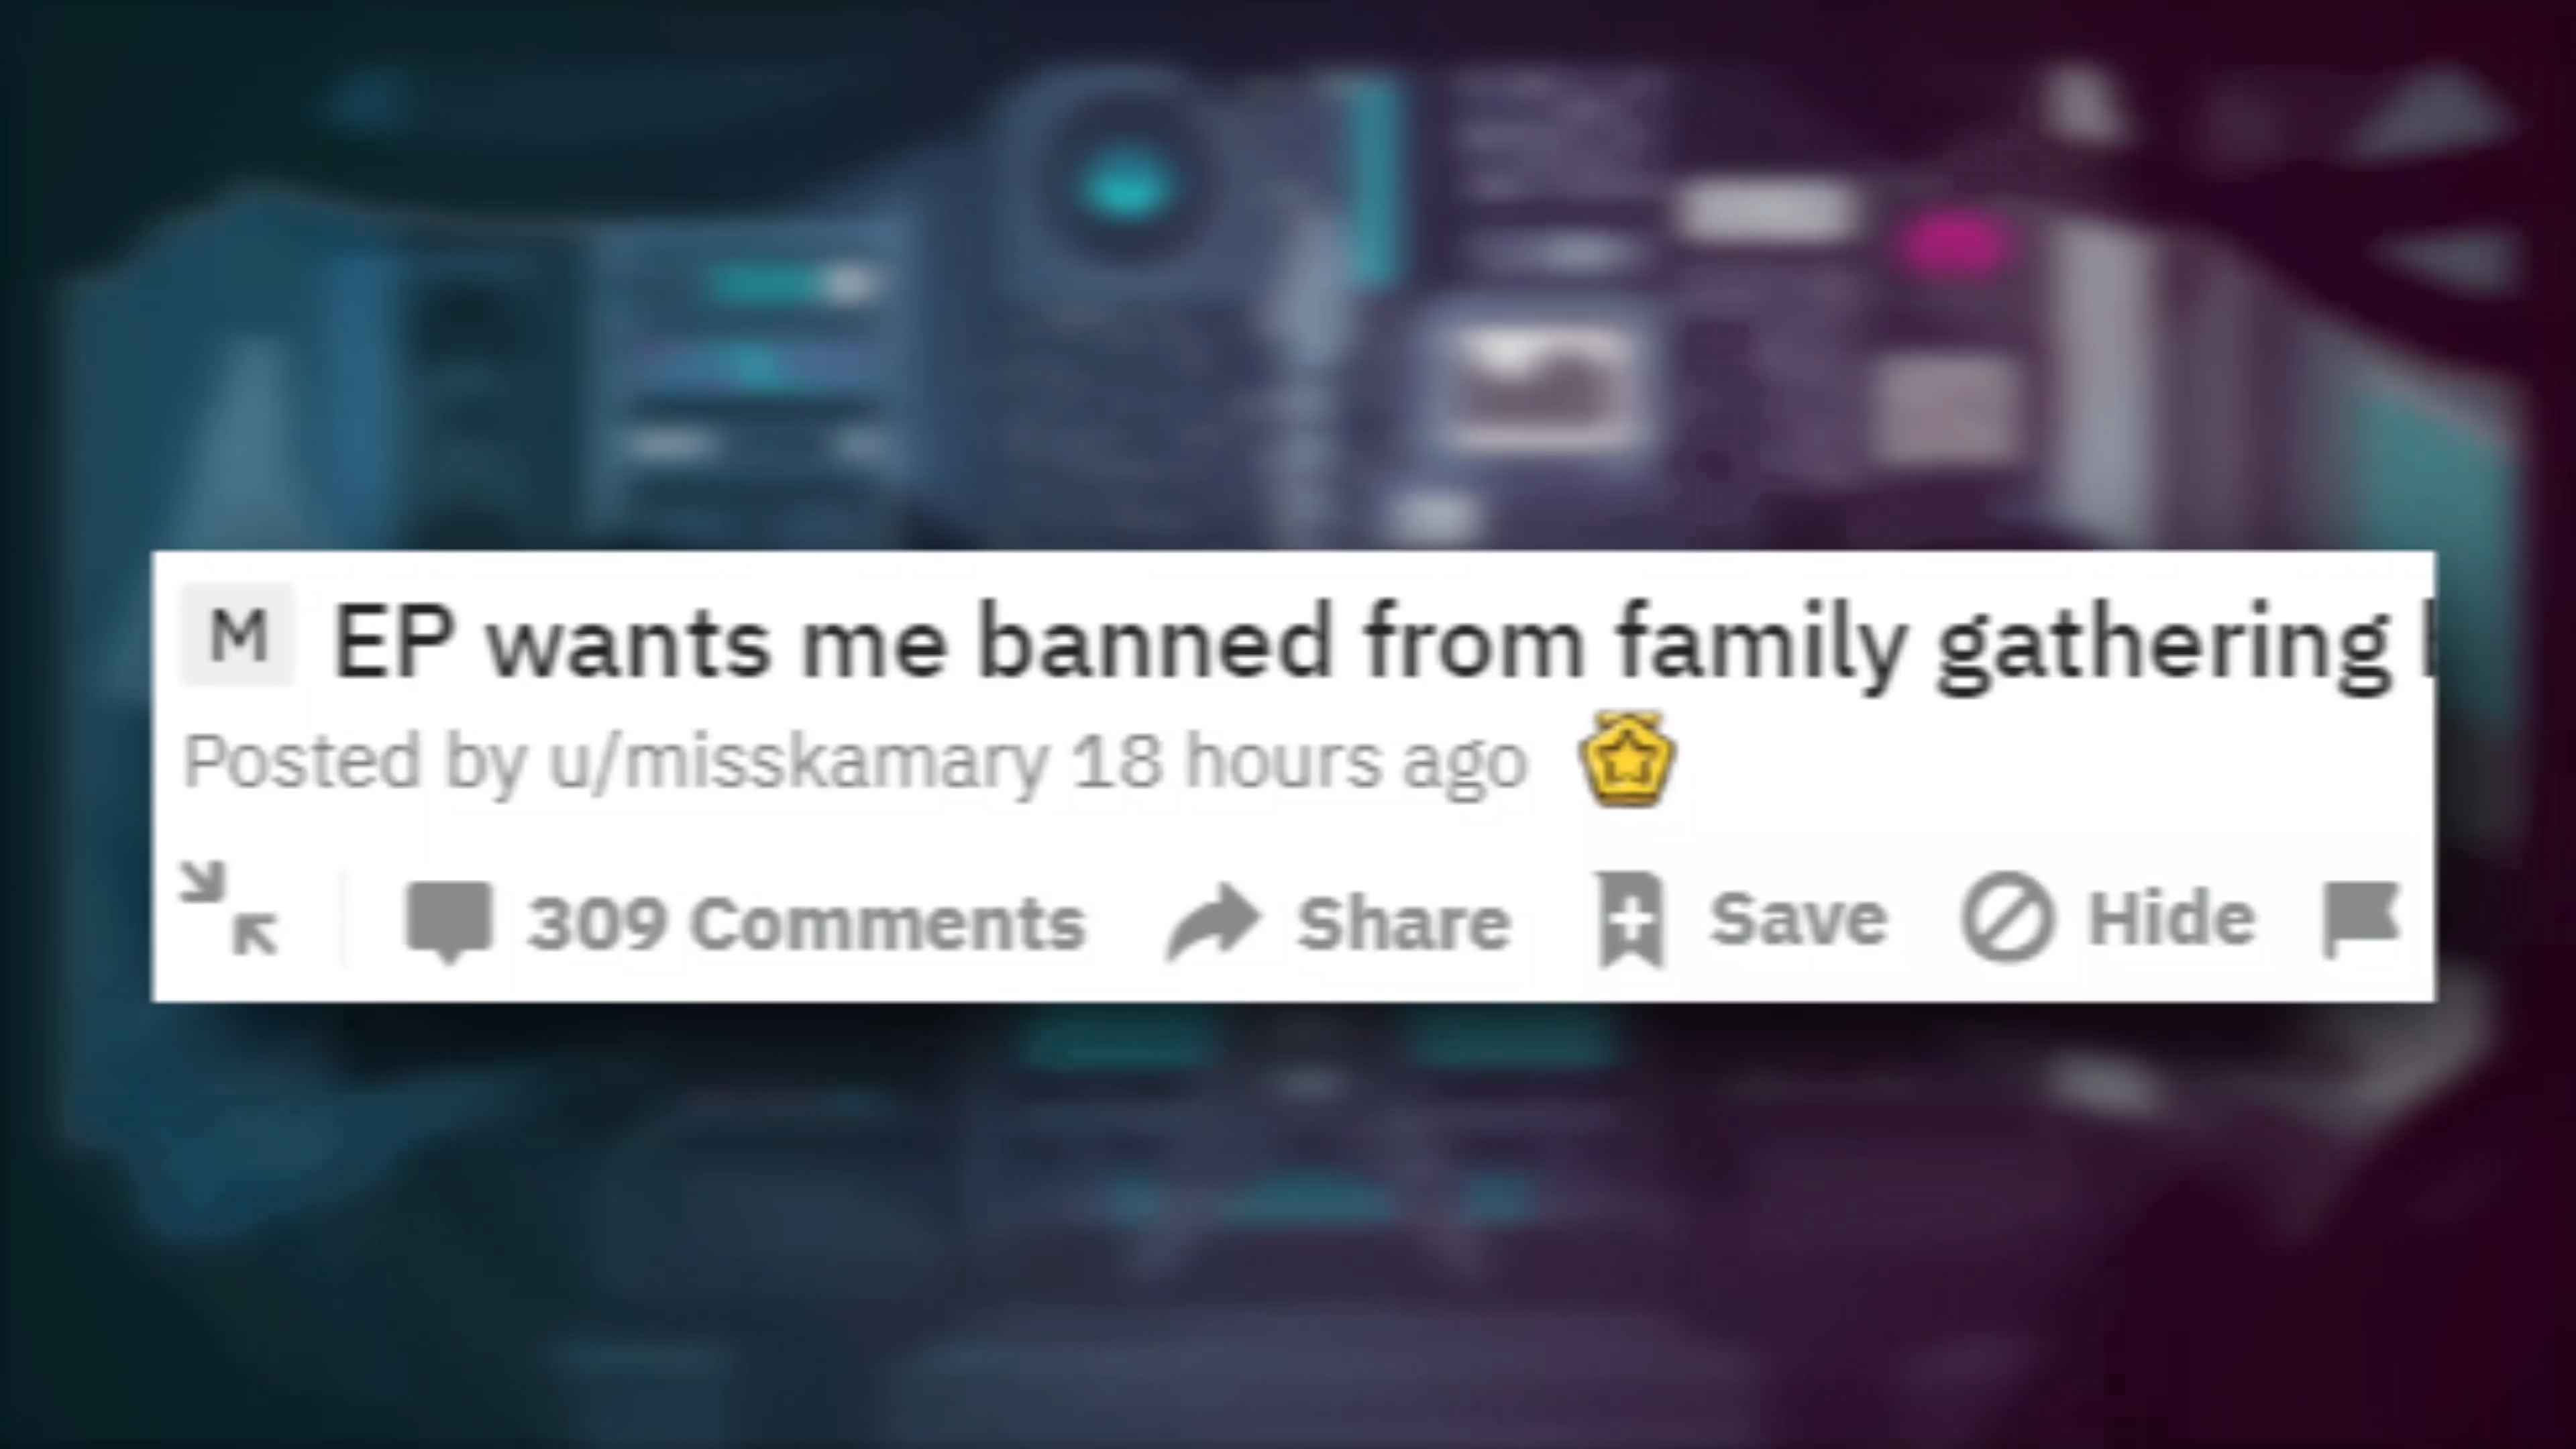 M EP wants me banned from family gathering
Posted by u/misskamary 18 hours ago
309 Comments Share Save Hide